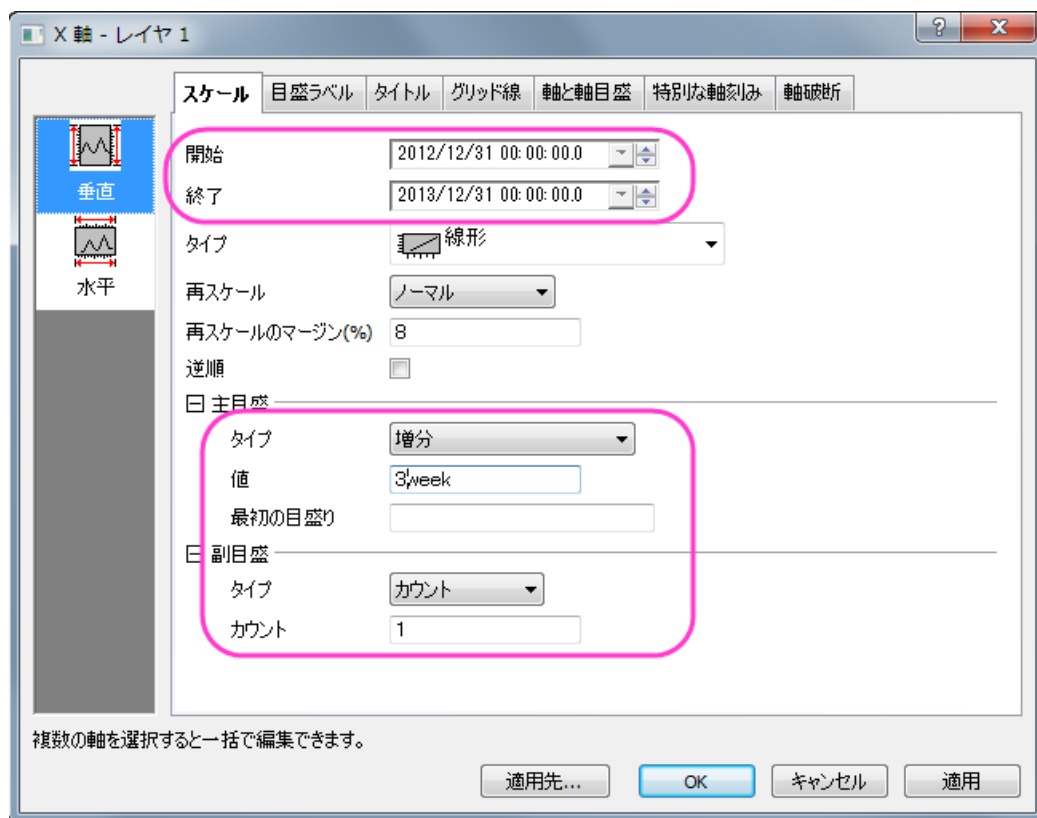 X 軸 - レイヤ 1
スケール 目盛ラベル タイトル グリッド線 軸と軸目盛 特別な軸刻み 軸破断
垂直
水平
開始 2012/12/31 00:00:00.0
終了 2013/12/31 00:00:00.0
タイプ 線形
再スケール ノーマル
再スケールのマージン(%) 8
逆順
主目盛
タイプ 増分
値 3week
最初の目盛り
副目盛
タイプ カウント
カウント 1
複数の軸を選択すると一括で編集できます。
適用先... OK キャンセル 適用